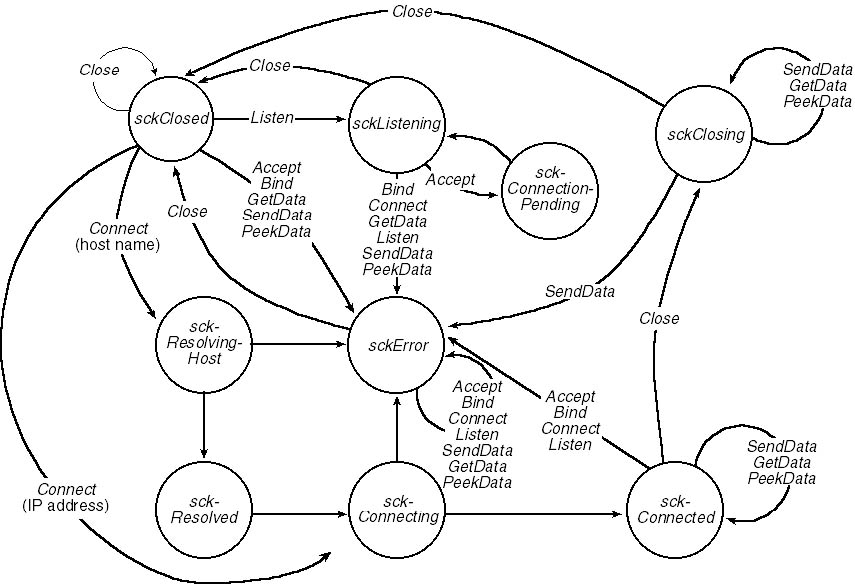 Close
Close
Close
SendData
GetData
PeekData
sckClosed
Listen
sckListening
sckClosing
Accept
Bind
GetData
SendData
PeekData
Accept
sck-
Connection-
Pending
Bind
Connect
GetData
Listen
SendData
PeekData
Close
Connect
(host name)
SendData
Close
sck-
Resolving-
Host
sckError
Accept
Bind
Connect
Listen
SendData
GetData
PeekData
Accept
Bind
Connect
Listen
SendData
GetData
PeekData
Connect
(IP address)
sck-
Resolved
sck-
Connecting
sck-
Connected